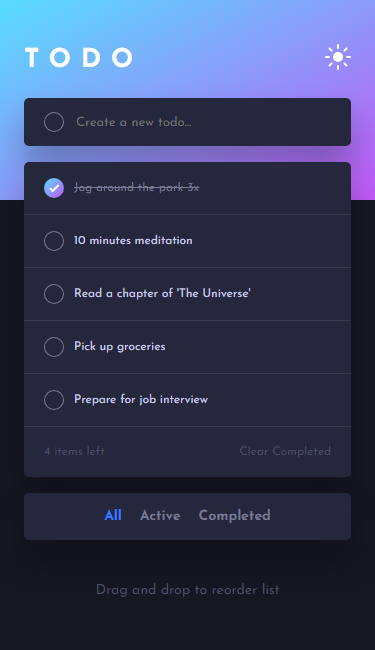 TODO
Create a new todo...
Jog around the park 3x
10 minutes meditation
Read a chapter of 'The Universe'
Pick up groceries
Prepare for job interview
4 items left Clear Completed
All Active Completed
Drag and drop to reorder list